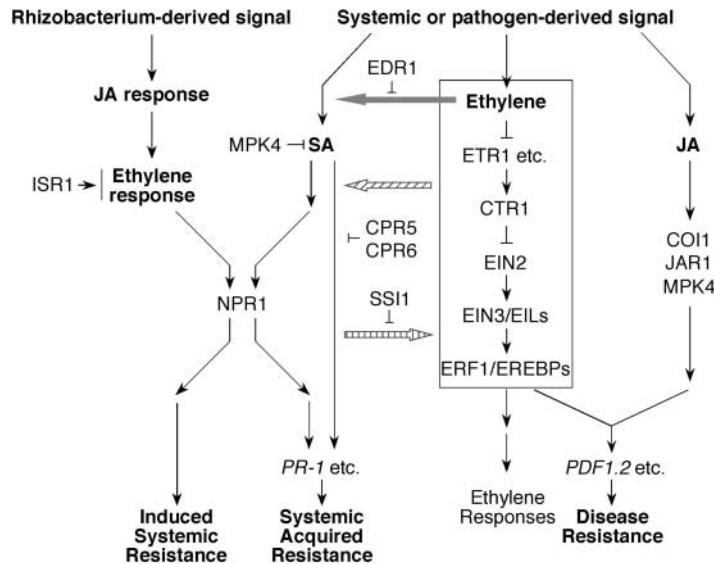 Rhizobacterium-derived signal
Systemic or pathogen-derived signal
EDR1
JA response
Ethylene
MPK4
SA
ETR1 etc.
JA
ISR1
Ethylene
response
CTR1
CPR5
CPR6
COI1
JAR1
MPK4
EIN2
NPR1
SSI1
EIN3/EILs
ERF1/EREBPs
PR-1 etc.
PDF1.2 etc.
Ethylene
Responses
Induced
Systemic
Resistance
Systemic
Acquired
Resistance
Disease
Resistance